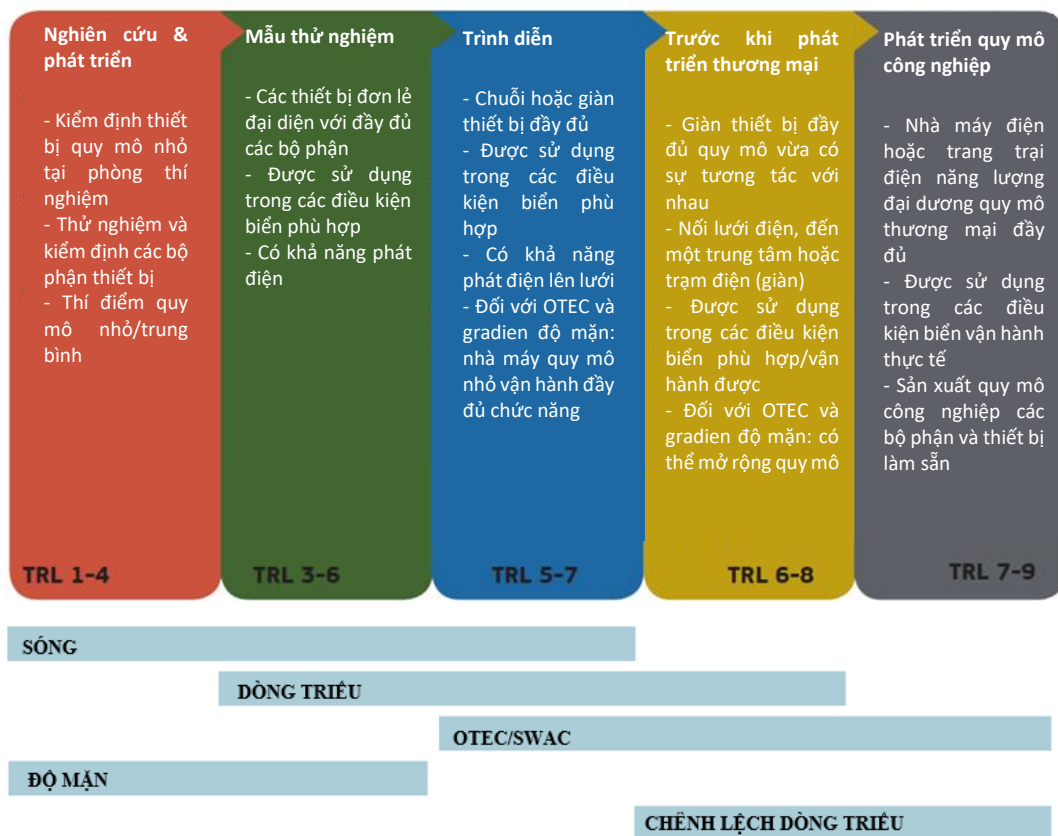 Nghiên cứu &
phát triển
- Kiểm định thiết
bị quy mô nhỏ
tại phòng thí
nghiệm
- Thử nghiệm và
kiểm định các bộ
phận thiết bị
- Thí điểm quy
mô nhỏ/trung
bình
TRL 1-4
Mẫu thử nghiệm
- Các thiết bị đơn lẻ
đại diện với đầy đủ
các bộ phận
- Được sử dụng
trong các điều kiện
biển phù hợp
- Có khả năng phát
điện
TRL 3-6
Trình diễn
- Chuỗi hoặc giàn
thiết bị đầy đủ
- Được sử dụng
trong các điều
kiện biển phù
hợp
- Có khả năng
phát điện lên lưới
- Đối với OTEC và
gradien độ mặn:
nhà máy quy mô
nhỏ vận hành đầy
đủ chức năng
TRL 5-7
Trước khi phát
triển thương mại
- Giàn thiết bị đầy
đủ quy mô vừa có
sự tương tác với
nhau
- Nối lưới điện, đến
một trung tâm hoặc
trạm điện (giàn)
- Được sử dụng
trong các điều kiện
biển phù hợp/vận
hành được
- Đối với OTEC và
gradien độ mặn: có
thể mở rộng quy mô
TRL 6-8
Phát triển quy mô
công nghiệp
- Nhà máy điện
hoặc trang trại
điện năng lượng
đại dương quy mô
thương mại đầy
đủ
- Được sử dụng
trong các điều
kiện biển vận hành
thực tế
- Sản xuất quy mô
công nghiệp các
bộ phận và thiết bị
làm sẵn
TRL 7-9
SÓNG
DÒNG TRIỀU
OTEC/SWAC
ĐỘ MẶN
CHÊNH LỆCH DÒNG TRIỀU